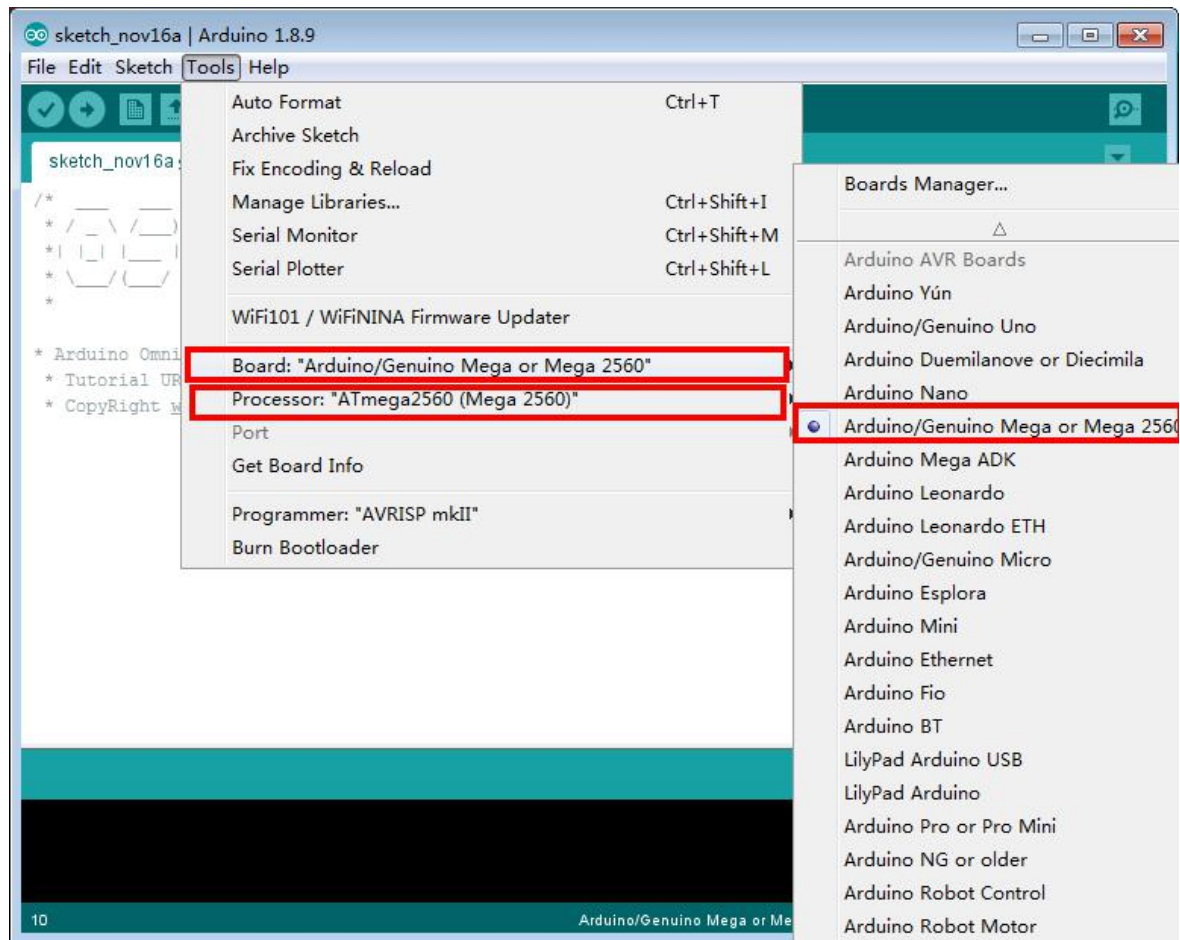 sketch_nov16a | Arduino 1.8.9
File Edit Sketch Tools Help
sketch_nov16a
Auto Format Ctrl+T
Archive Sketch
Fix Encoding & Reload
Manage Libraries... Ctrl+Shift+I
Serial Monitor Ctrl+Shift+M
Serial Plotter Ctrl+Shift+L
WiFi101 / WiFiNINA Firmware Updater
Board: "Arduino/Genuino Mega or Mega 2560"
Processor: "ATmega2560 (Mega 2560)"
Port
Get Board Info
Programmer: "AVRISP mkII"
Burn Bootloader
/*
* / _ \ /___)
*| |_| |___ |
* \___/(___/
*
* Arduino Omni
* Tutorial UR
* CopyRight w
Boards Manager...
Arduino AVR Boards
Arduino Yún
Arduino/Genuino Uno
Arduino Duemilanove or Diecimila
Arduino Nano
Arduino/Genuino Mega or Mega 2560
Arduino Mega ADK
Arduino Leonardo
Arduino Leonardo ETH
Arduino/Genuino Micro
Arduino Esplora
Arduino Mini
Arduino Ethernet
Arduino Fio
Arduino BT
LilyPad Arduino USB
LilyPad Arduino
Arduino Pro or Pro Mini
Arduino NG or older
Arduino Robot Control
Arduino Robot Motor
10 Arduino/Genuino Mega or Me